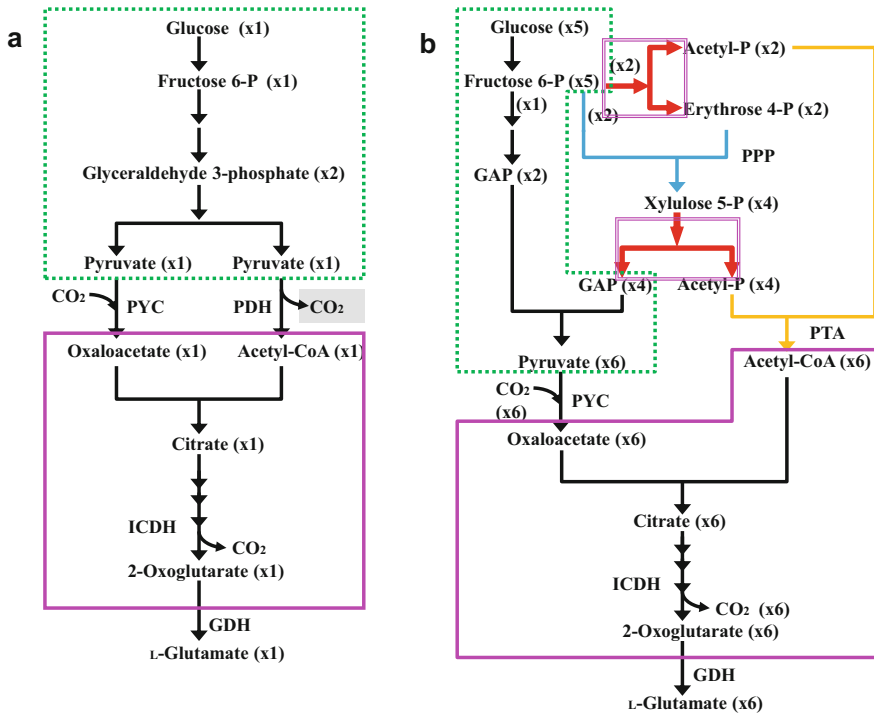 a
Glucose (x1)
Fructose 6-P (x1)
Glyceraldehyde 3-phosphate (x2)
Pyruvate (x1)
Pyruvate (x1)
CO2
PYC
PDH
CO2
Oxaloacetate (x1)
Acetyl-CoA (x1)
Citrate (x1)
ICDH
CO2
2-Oxoglutarate (x1)
GDH
L-Glutamate (x1)
b
Glucose (x5)
Acetyl-P (x2)
(x2)
Fructose 6-P (x5)
(x1)
(x2)
Erythrose 4-P (x2)
PPP
GAP (x2)
Xylulose 5-P (x4)
GAP (x4)
Acetyl-P (x4)
PTA
Pyruvate (x6)
Acetyl-CoA (x6)
CO2
(x6)
PYC
Oxaloacetate (x6)
Citrate (x6)
ICDH
CO2 (x6)
2-Oxoglutarate (x6)
GDH
L-Glutamate (x6)